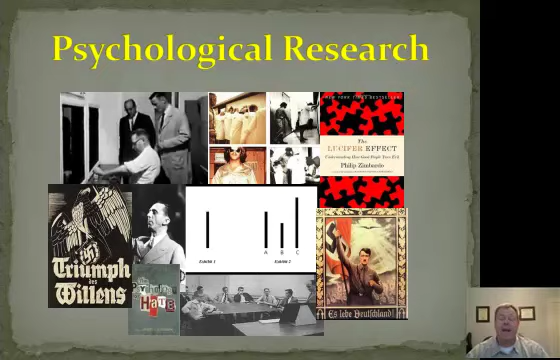 Psychological Research
NEW YORK TIMES BESTSELLER
The
LUCIFER EFFECT
Understanding How Good People Turn Evil
Philip Zimbardo
Triumph
des
Willens
A B C
EXHIBIT 1
EXHIBIT 2
Es lebe Deutschland!